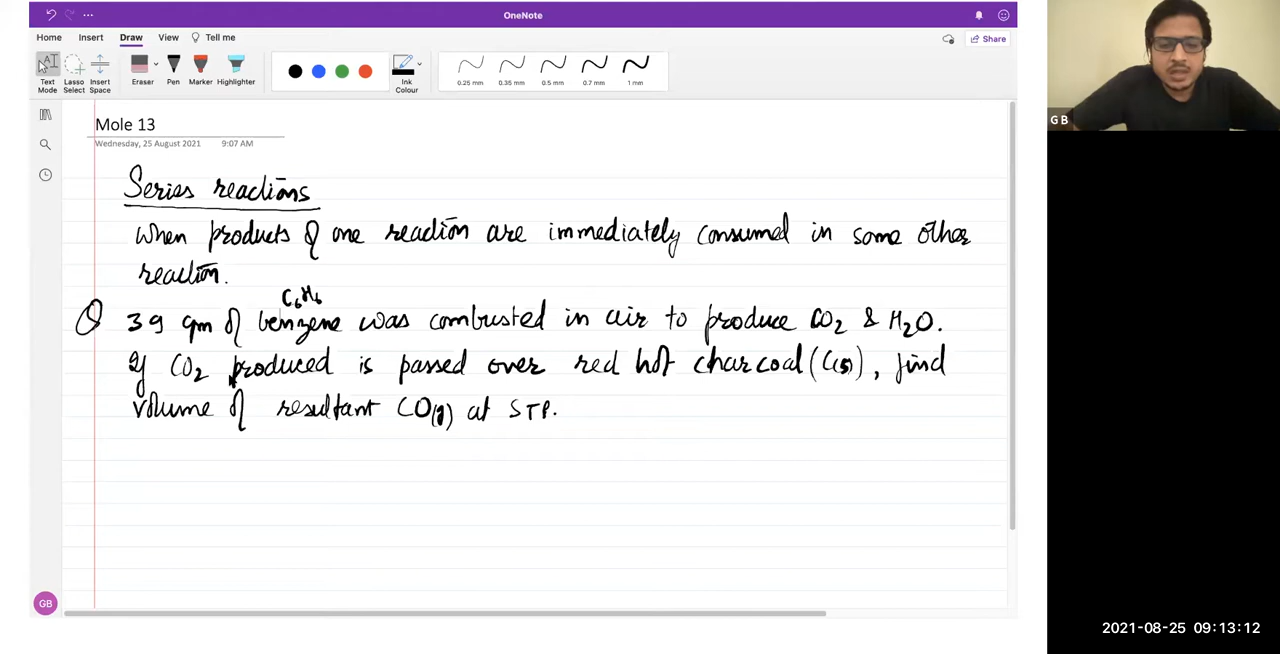 OneNote
Home Insert Draw View Tell me
Share
Text Mode
Lasso Select
Insert Space
Eraser
Pen
Marker
Highlighter
Ink Colour
0.25 mm 0.35 mm 0.5 mm 0.7 mm 1 mm
G B
Mole 13
Wednesday, 25 August 2021 9:07 AM
Series reactions
When products of one reaction are immediately consumed in some other
reaction.
C6H6
Q 39 gm of benzene was combusted in air to produce CO2 & H2O.
If CO2 produced is passed over red hot charcoal (C(s)), find
volume of resultant CO(g) at STP.
GB
2021-08-25 09:13:12